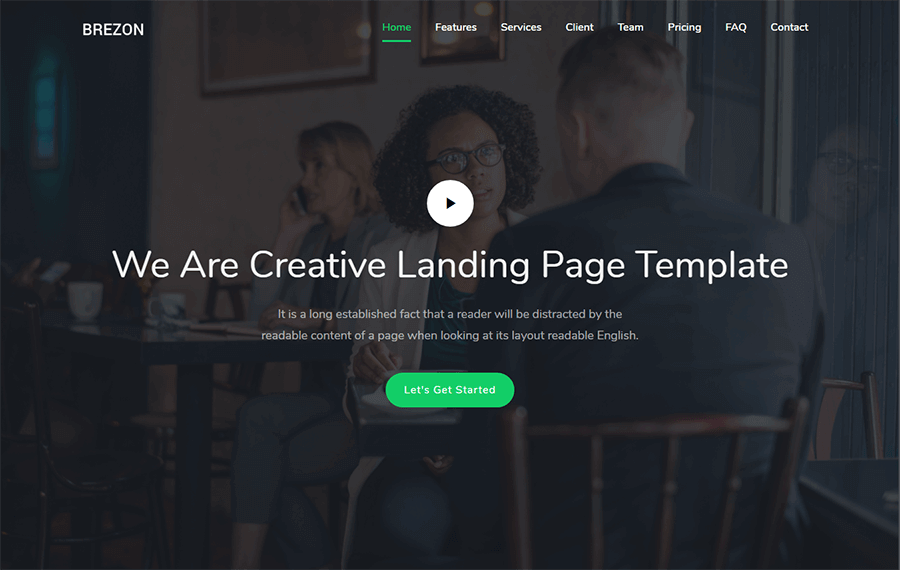 BREZON
Home Features Services Client Team Pricing FAQ Contact
We Are Creative Landing Page Template
It is a long established fact that a reader will be distracted by the
readable content of a page when looking at its layout readable English.
Let's Get Started